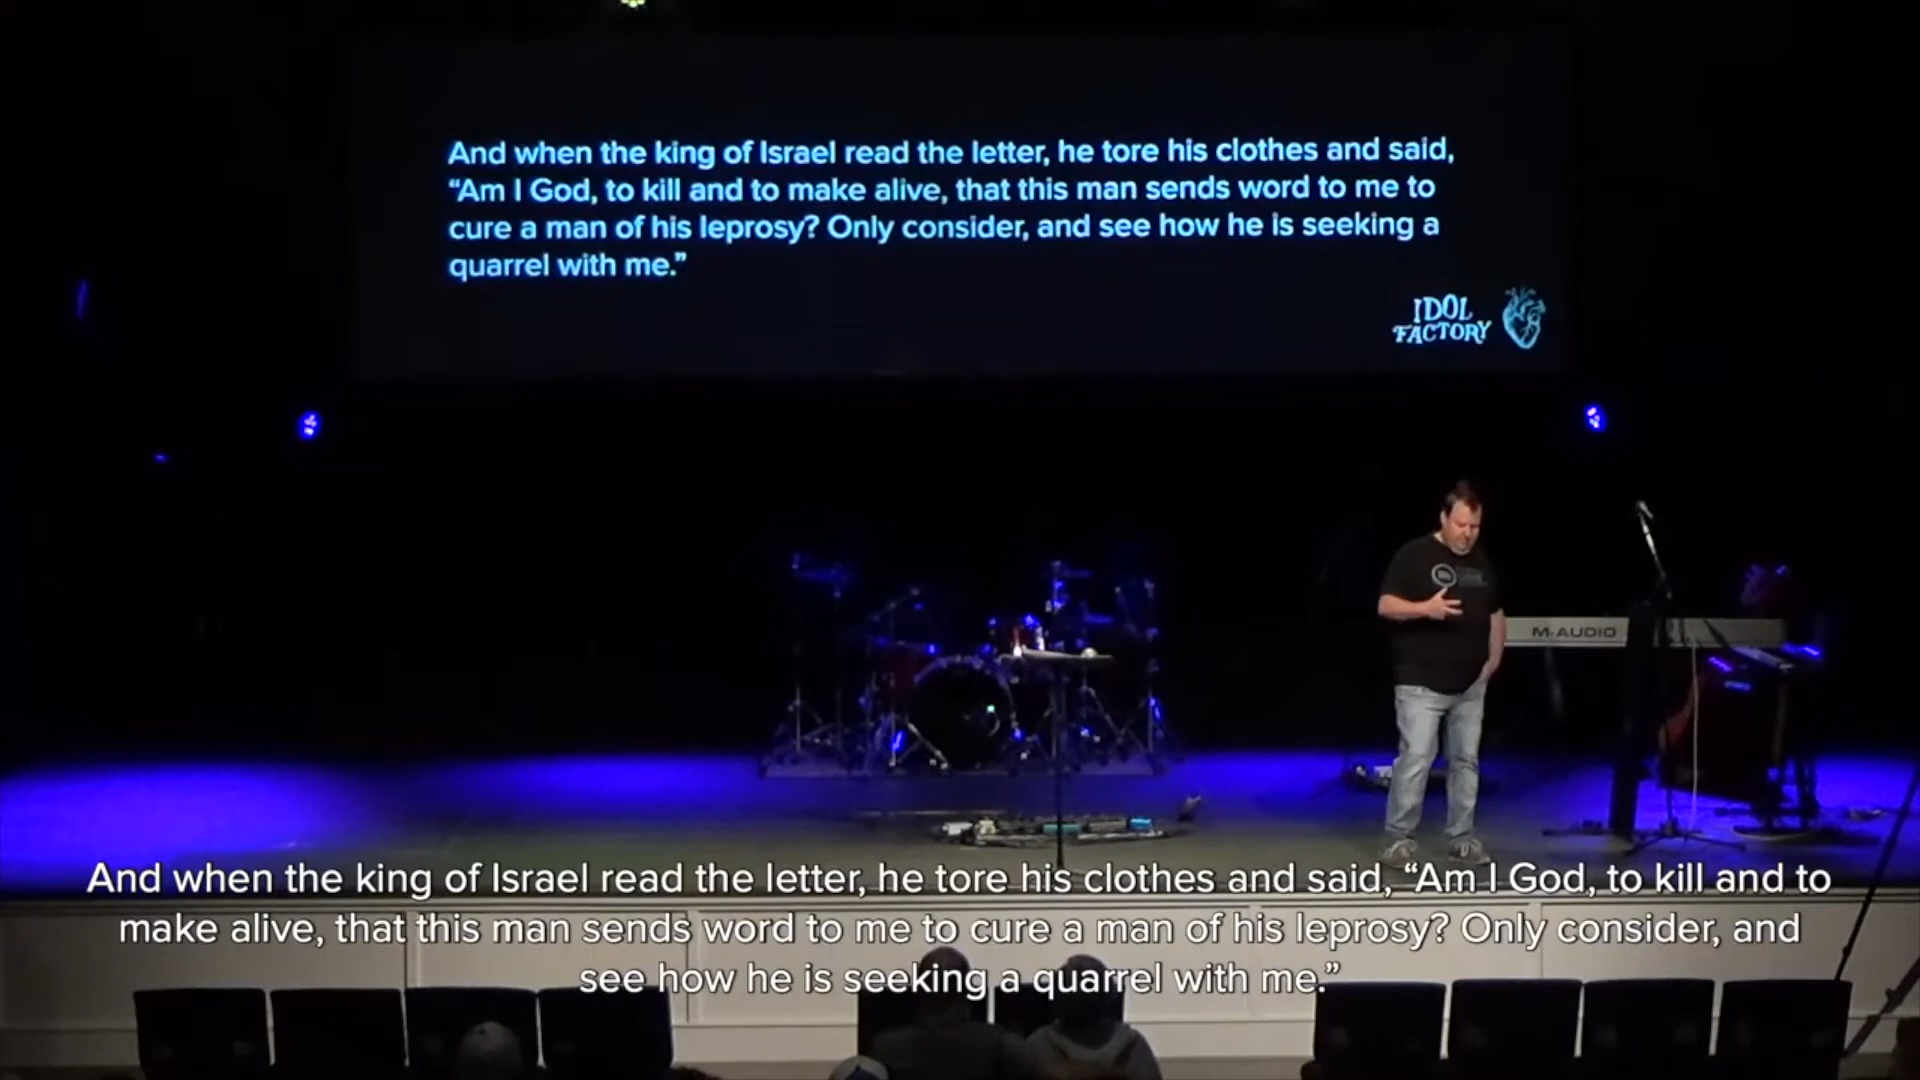 And when the king of Israel read the letter, he tore his clothes and said,
“Am I God, to kill and to make alive, that this man sends word to me to
cure a man of his leprosy? Only consider, and see how he is seeking a
quarrel with me.”
IDOL
FACTORY
M-AUDIO
And when the king of Israel read the letter, he tore his clothes and said, “Am I God, to kill and to
make alive, that this man sends word to me to cure a man of his leprosy? Only consider, and
see how he is seeking a quarrel with me.”